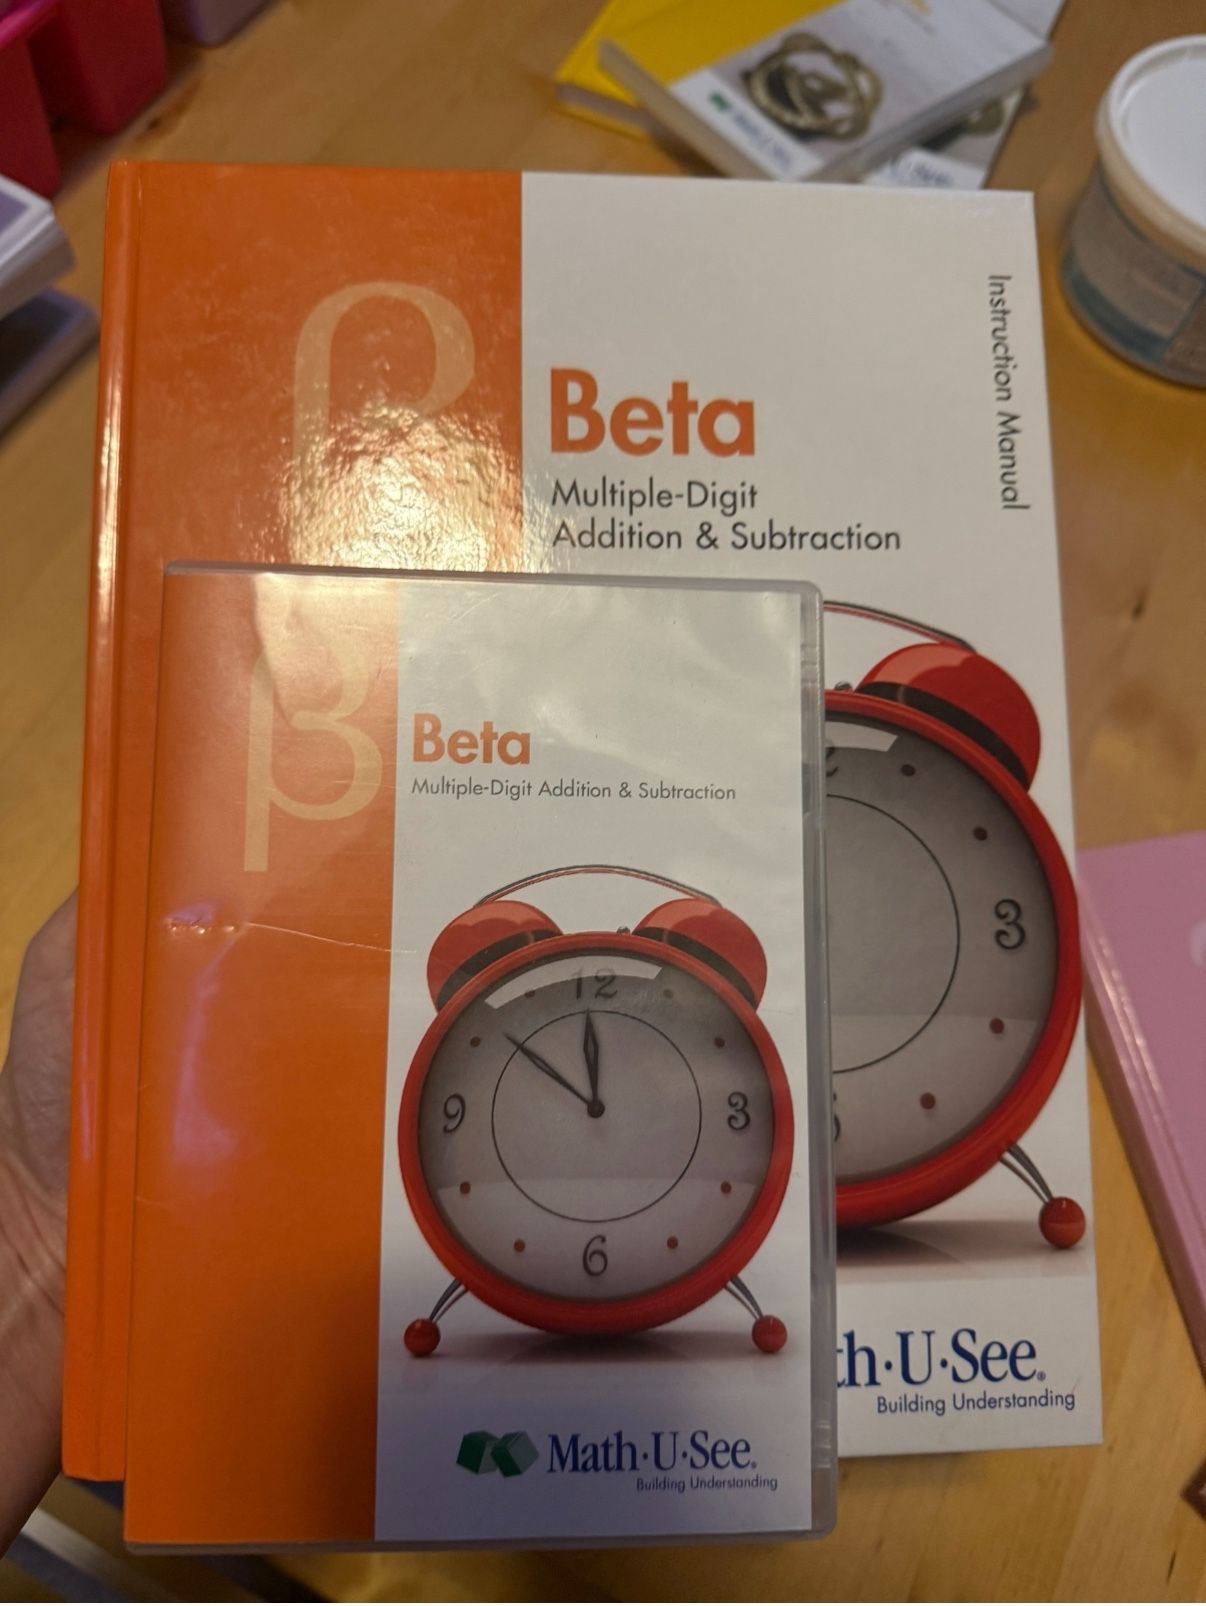 β
Beta
Multiple-Digit
Addition & Subtraction
Instruction Manual
3
th·U·See®
Building Understanding
β
Beta
Multiple-Digit Addition & Subtraction
12
9
3
6
Math·U·See®
Building Understanding